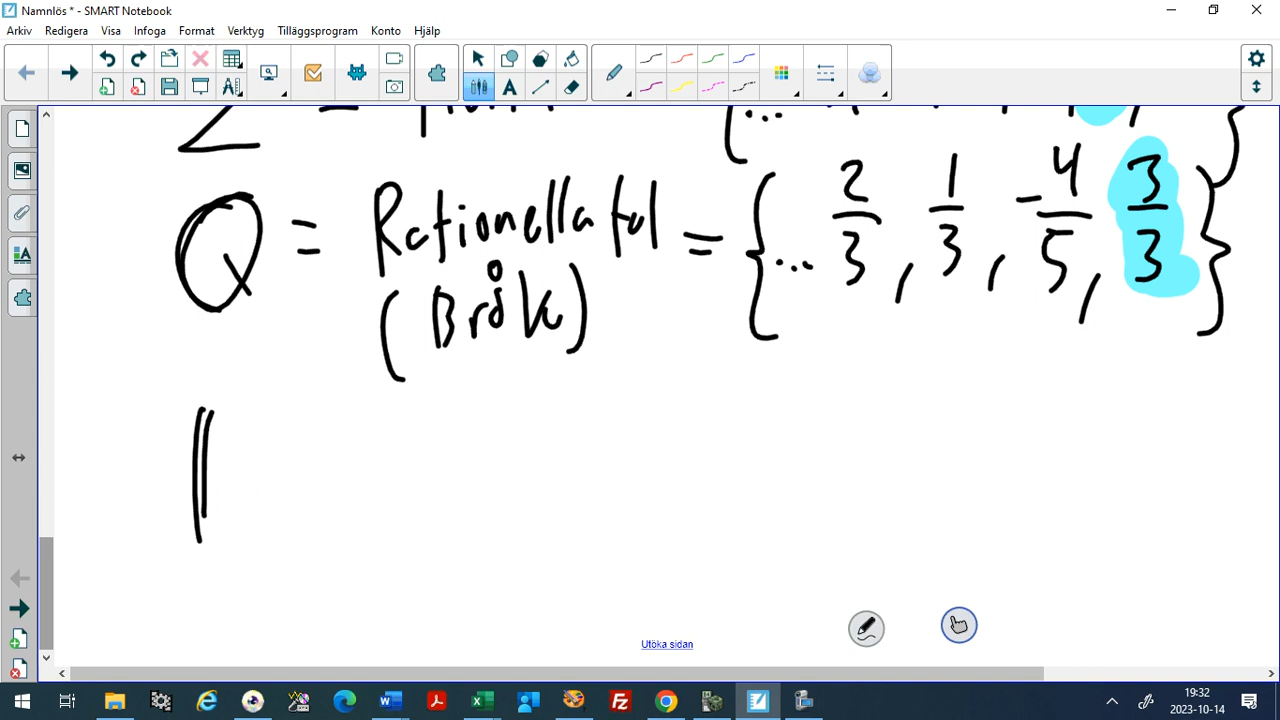 Namnlös * - SMART Notebook
Arkiv Redigera Visa Infoga Format Verktyg Tilläggsprogram Konto Hjälp
Z =
Q = Rationella tal = {... 2/3 , 1/3 , -4/5 , 3/3 }
(Bråk)
Utöka sidan
19:32
2023-10-14